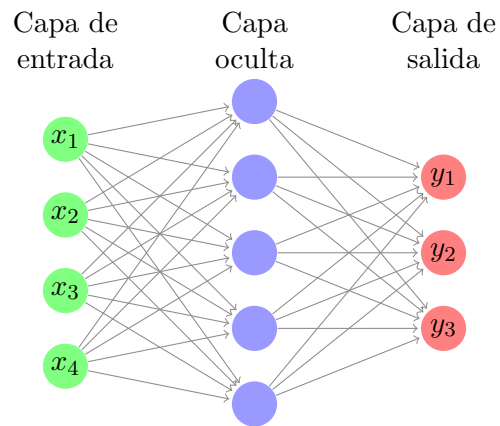 Capa de
entrada
Capa
oculta
Capa de
salida
x₁
x₂
x₃
x₄
y₁
y₂
y₃